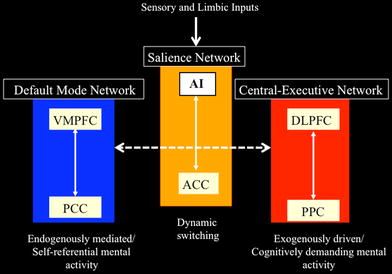 Sensory and Limbic Inputs
Salience Network
AI
ACC
Dynamic
switching
Default Mode Network
VMPFC
PCC
Endogenously mediated/
Self-referential mental
activity
Central-Executive Network
DLPFC
PPC
Exogenously driven/
Cognitively demanding mental
activity